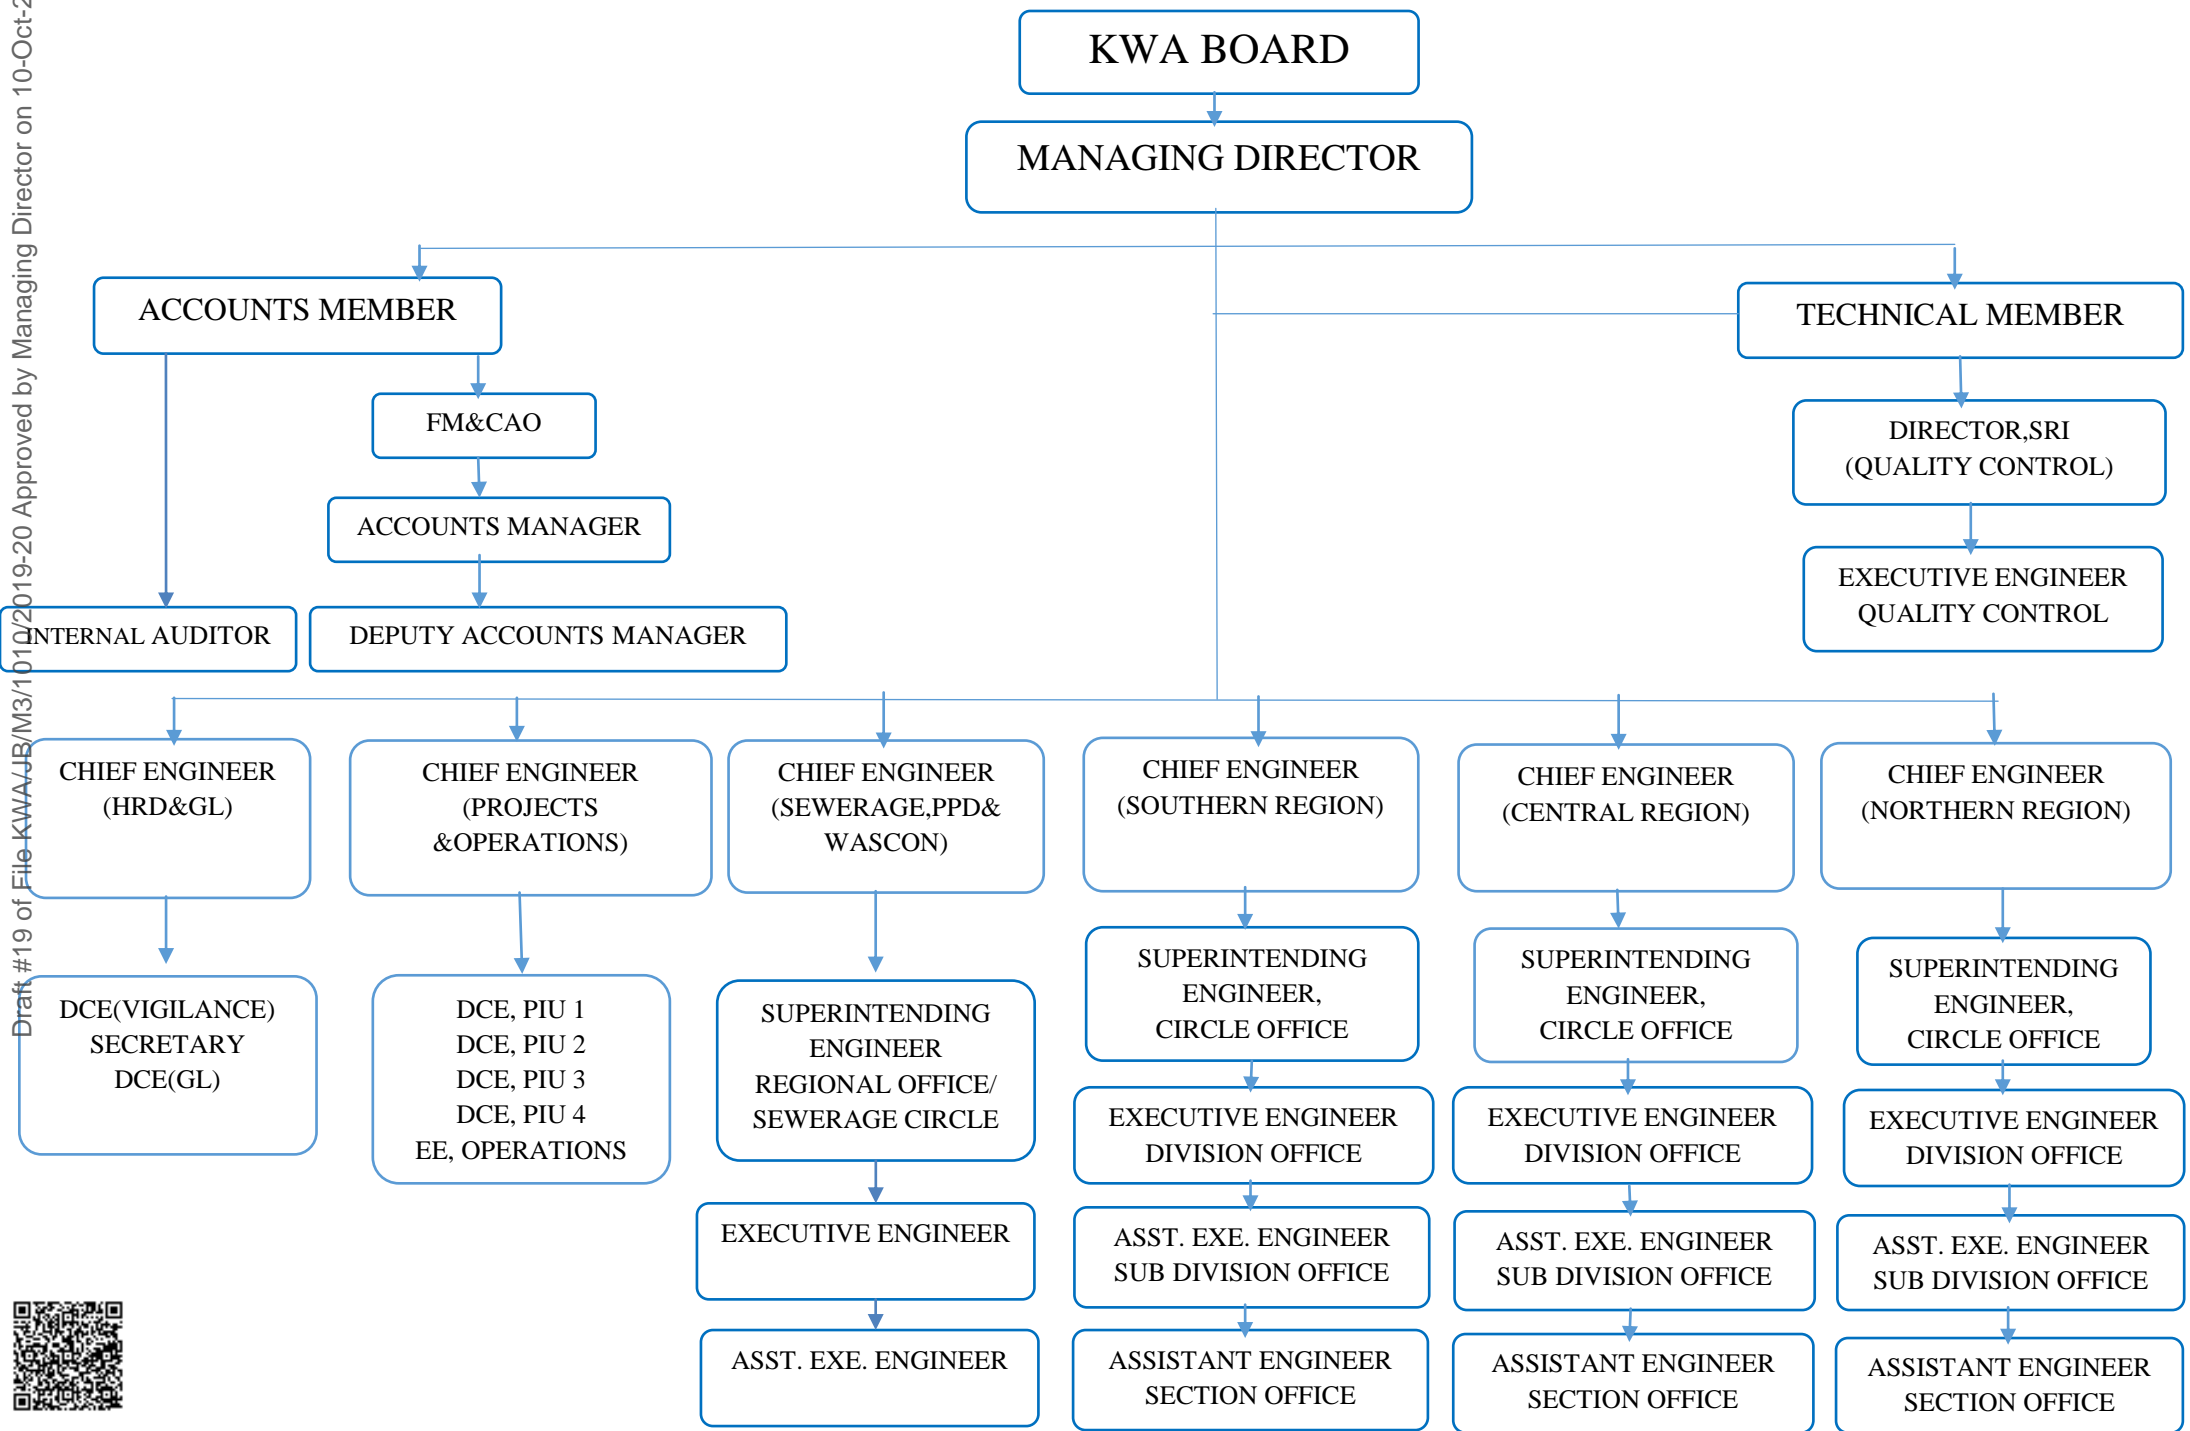 KWA BOARD
MANAGING DIRECTOR
ACCOUNTS MEMBER
TECHNICAL MEMBER
FM&CAO
DIRECTOR,SRI
(QUALITY CONTROL)
ACCOUNTS MANAGER
EXECUTIVE ENGINEER
QUALITY CONTROL
INTERNAL AUDITOR
DEPUTY ACCOUNTS MANAGER
CHIEF ENGINEER
(HRD&GL)
CHIEF ENGINEER
(PROJECTS
&OPERATIONS)
CHIEF ENGINEER
(SEWERAGE,PPD&
WASCON)
CHIEF ENGINEER
(SOUTHERN REGION)
CHIEF ENGINEER
(CENTRAL REGION)
CHIEF ENGINEER
(NORTHERN REGION)
DCE(VIGILANCE)
SECRETARY
DCE(GL)
DCE, PIU 1
DCE, PIU 2
DCE, PIU 3
DCE, PIU 4
EE, OPERATIONS
SUPERINTENDING
ENGINEER
REGIONAL OFFICE/
SEWERAGE CIRCLE
EXECUTIVE ENGINEER
ASST. EXE. ENGINEER
SUPERINTENDING
ENGINEER,
CIRCLE OFFICE
EXECUTIVE ENGINEER
DIVISION OFFICE
ASST. EXE. ENGINEER
SUB DIVISION OFFICE
ASSISTANT ENGINEER
SECTION OFFICE
SUPERINTENDING
ENGINEER,
CIRCLE OFFICE
EXECUTIVE ENGINEER
DIVISION OFFICE
ASST. EXE. ENGINEER
SUB DIVISION OFFICE
ASSISTANT ENGINEER
SECTION OFFICE
SUPERINTENDING
ENGINEER,
CIRCLE OFFICE
EXECUTIVE ENGINEER
DIVISION OFFICE
ASST. EXE. ENGINEER
SUB DIVISION OFFICE
ASSISTANT ENGINEER
SECTION OFFICE
Draft #19 of File KWA/JB/M3/1010/2019-20 Approved by Managing Director on 10-Oct-2